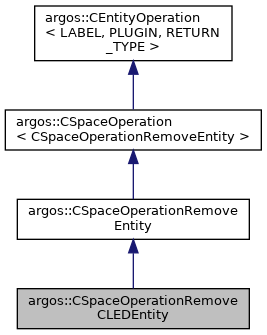 argos::CEntityOperation
< LABEL, PLUGIN, RETURN
_TYPE >
argos::CSpaceOperation
< CSpaceOperationRemoveEntity >
argos::CSpaceOperationRemove
Entity
argos::CSpaceOperationRemove
CLEDEntity